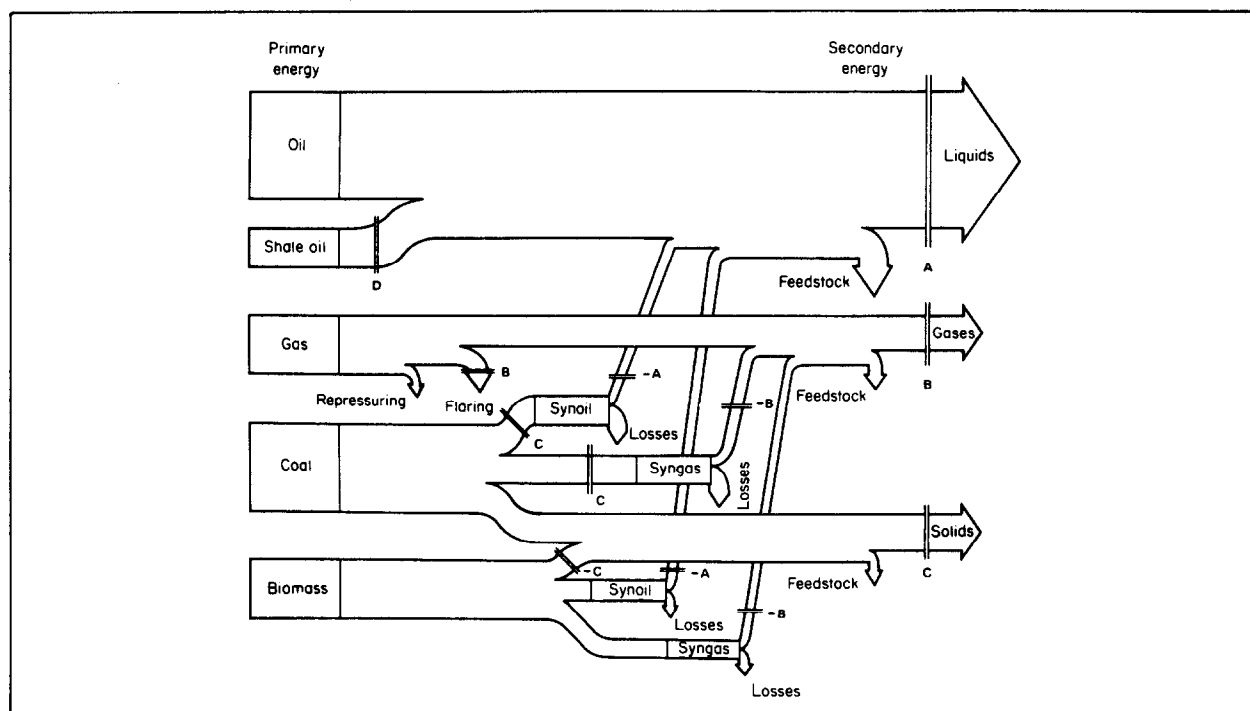 Primary
energy
Secondary
energy
Oil
Liquids
Shale oil
D
Feedstock
A
Gas
Gases
B
Repressuring
Flaring
-A
-B
Feedstock
B
Synoil
C
Losses
Coal
Syngas
C
Losses
Solids
-C
-A
Feedstock
C
Biomass
Synoil
-B
Losses
Syngas
Losses